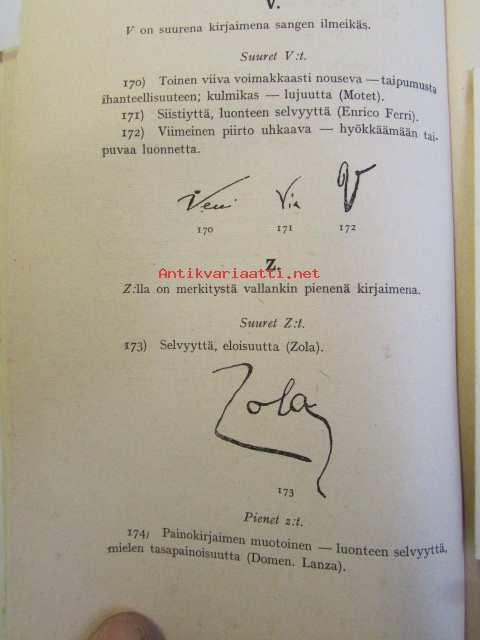 V.
V on suurena kirjaimena sangen ilmeikäs.
Suuret V:t.
170) Toinen viiva voimakkaasti nouseva — taipumusta
ihanteellisuuteen; kulmikas — lujuutta (Motet).
171) Siistiyttä, luonteen selvyyttä (Enrico Ferri).
172) Viimeinen piirto uhkaava — hyökkäämään tai-
puvaa luonnetta.
Veni Via V
170 171 172
Z.
Antikvariaatti.net
Z:lla on merkitystä vallankin pienenä kirjaimena.
Suuret Z:t.
173) Selvyyttä, eloisuutta (Zola).
Zola
173
Pienet z:t.
174) Painokirjaimen muotoinen — luonteen selvyyttä,
mielen tasapainoisuutta (Domen. Lanza).